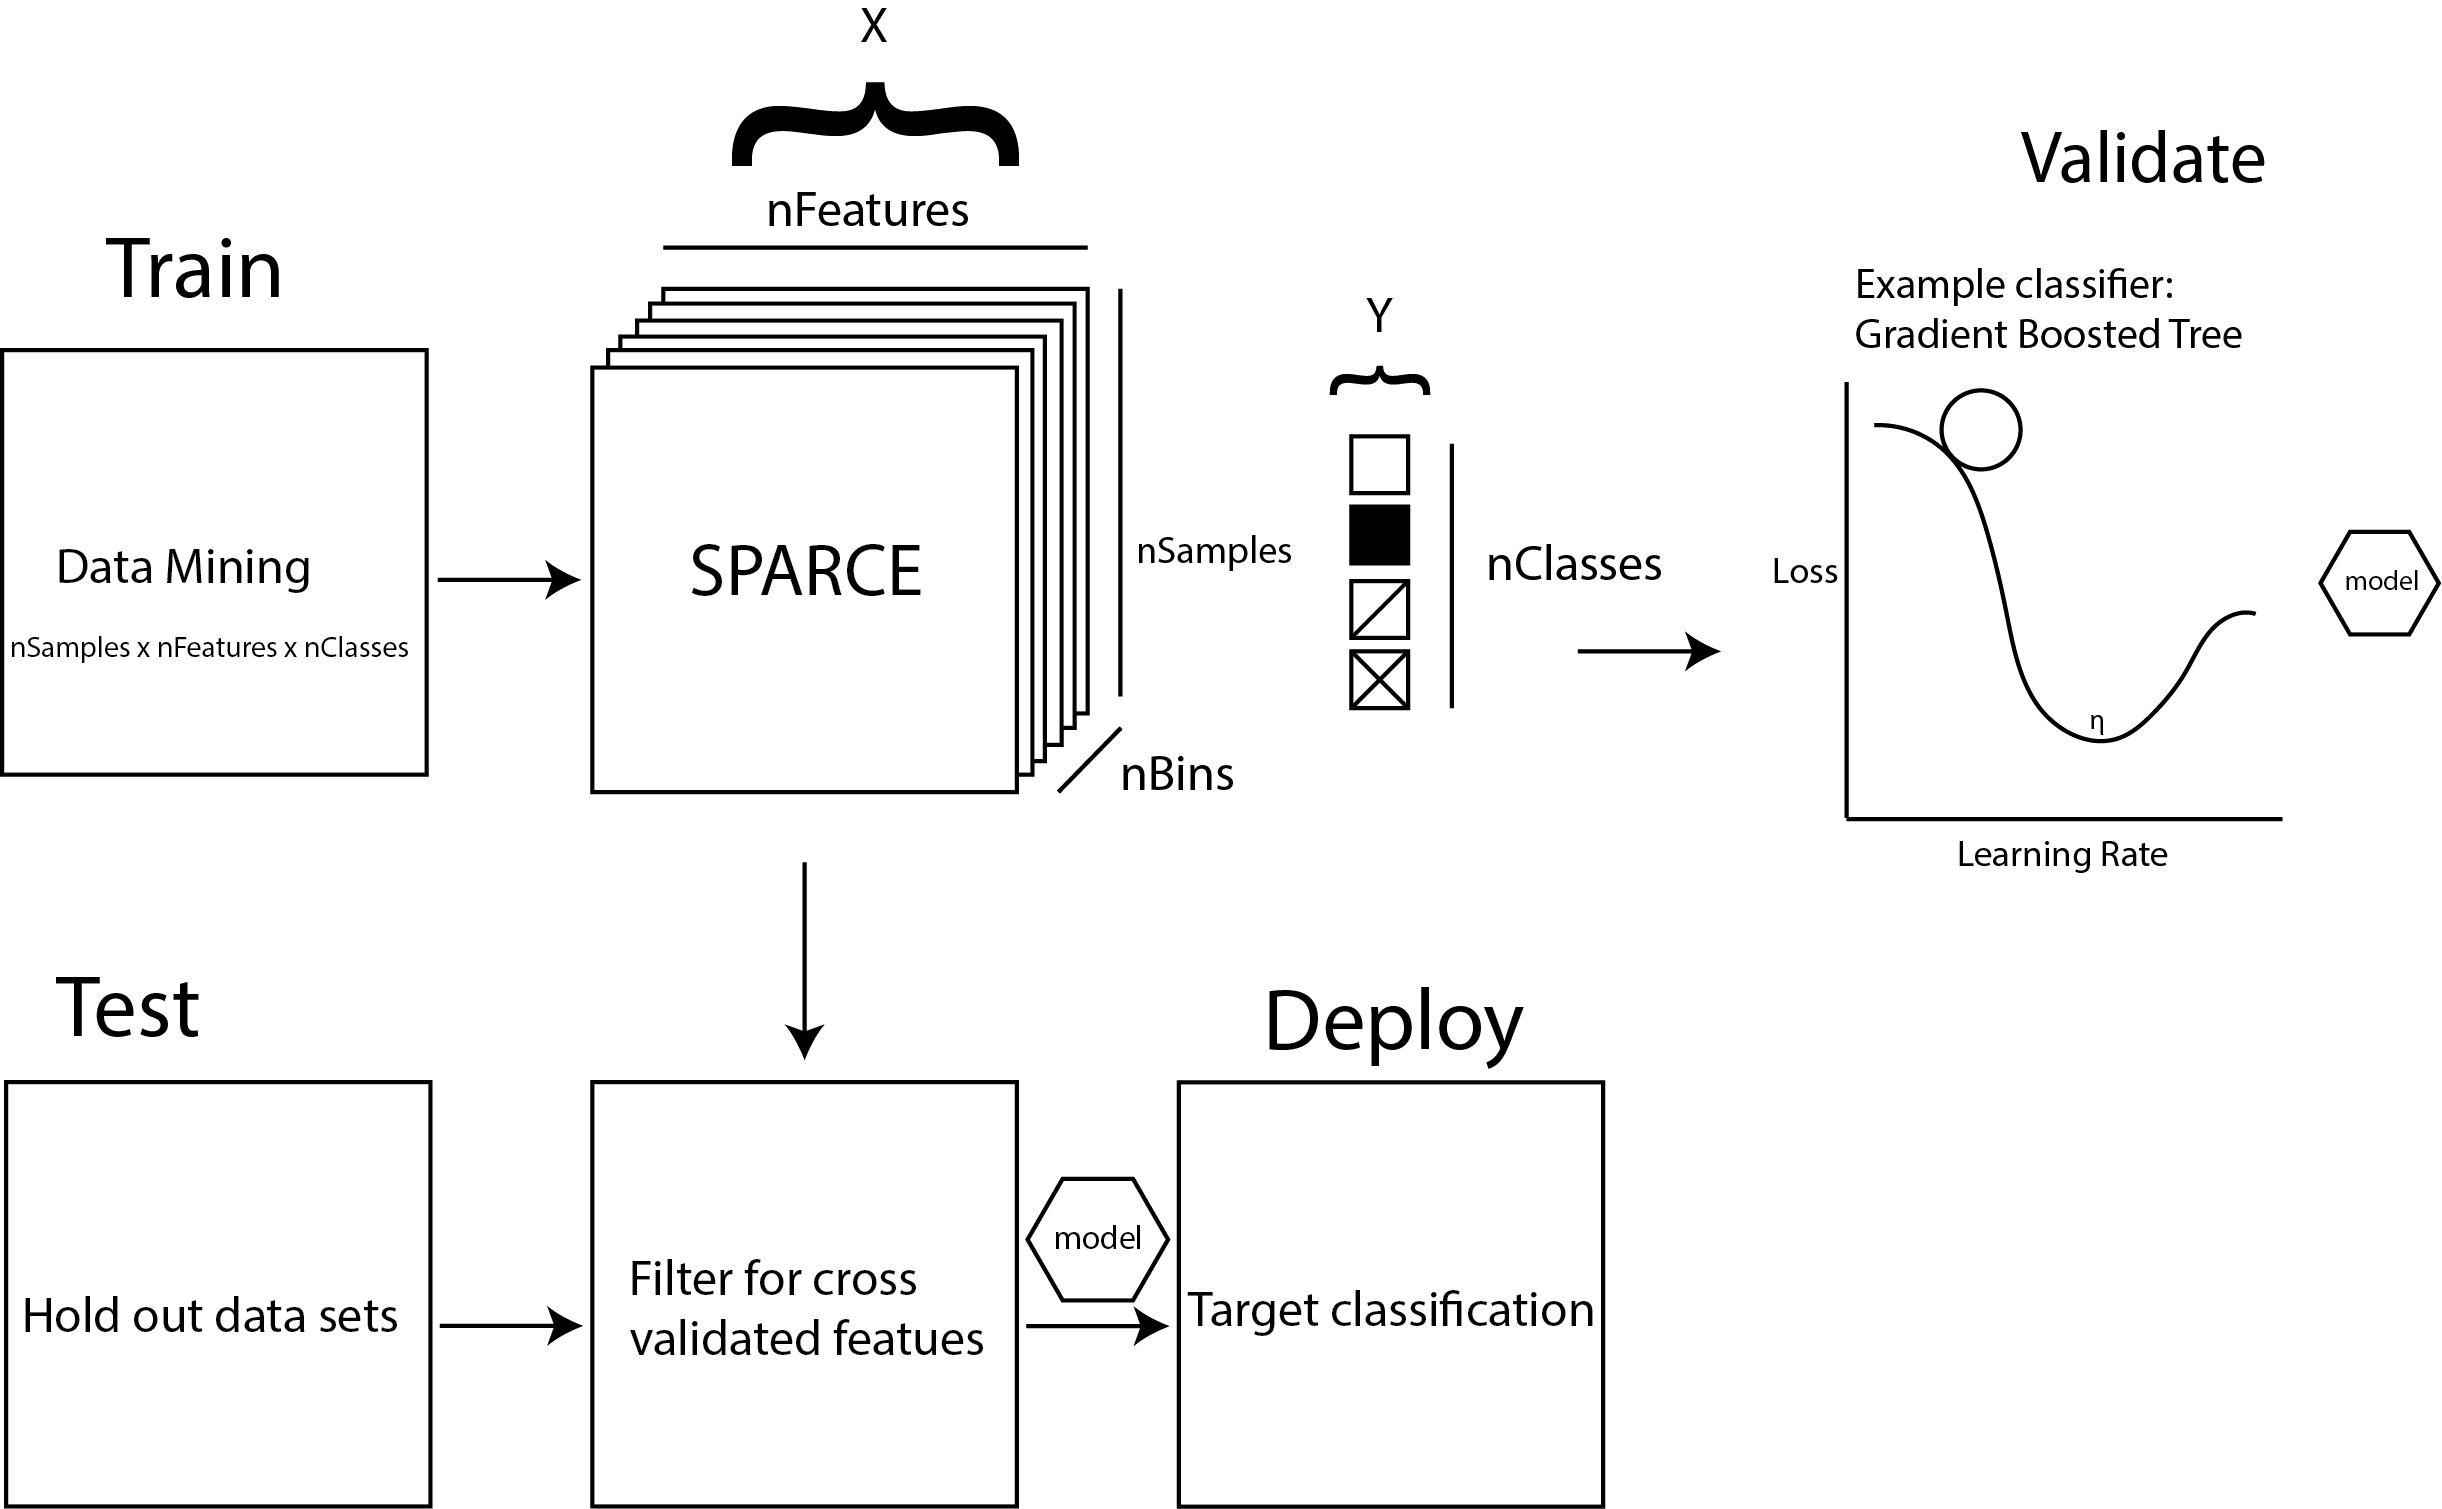 X
nFeatures
Train
Data Mining
nSamples x nFeatures x nClasses
SPARCE
nSamples
nBins
Y
nClasses
Validate
Example classifier:
Gradient Boosted Tree
Loss
η
Learning Rate
model
Test
Hold out data sets
Filter for cross
validated featues
model
Deploy
Target classification